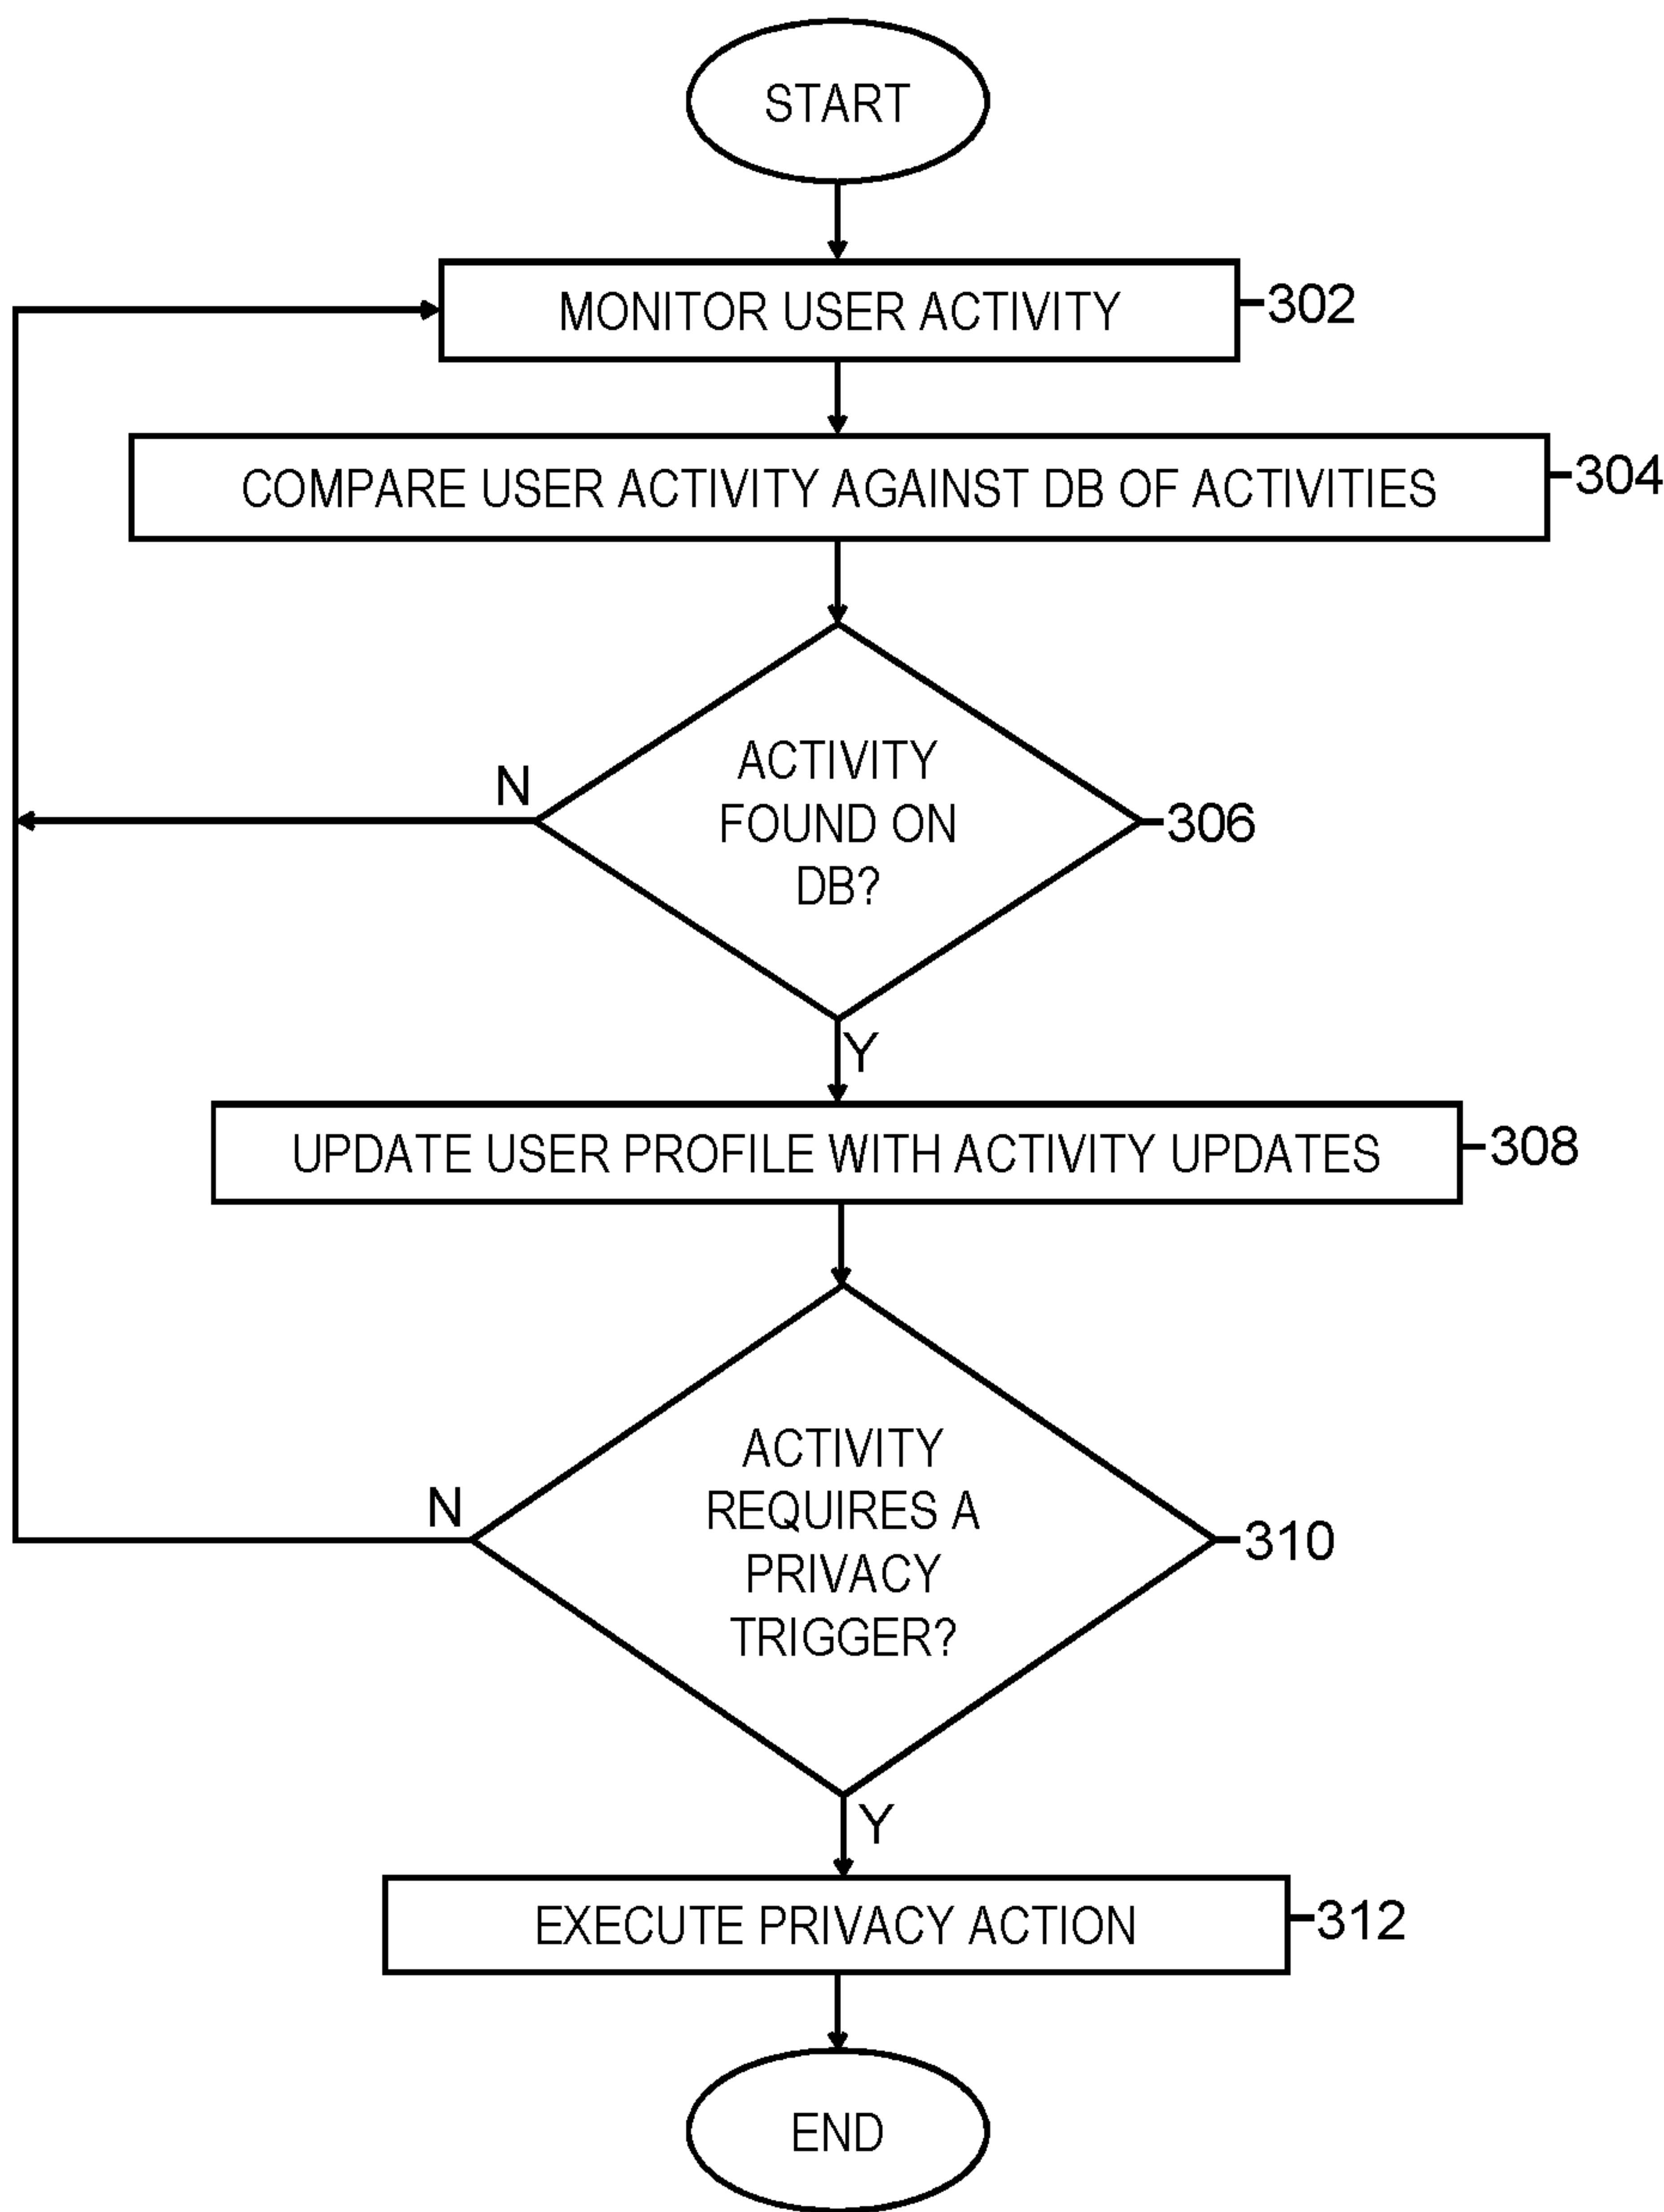 START
MONITOR USER ACTIVITY
302
COMPARE USER ACTIVITY AGAINST DB OF ACTIVITIES
304
N
ACTIVITY
FOUND ON
DB?
306
Y
UPDATE USER PROFILE WITH ACTIVITY UPDATES
308
N
ACTIVITY
REQUIRES A
PRIVACY
TRIGGER?
310
Y
EXECUTE PRIVACY ACTION
312
END